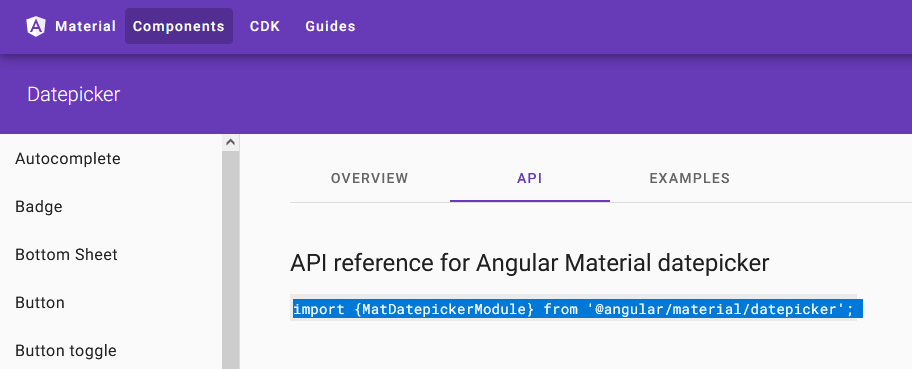 Material Components CDK Guides
Datepicker
Autocomplete
Badge
Bottom Sheet
Button
Button toggle
OVERVIEW API EXAMPLES
API reference for Angular Material datepicker
import {MatDatepickerModule} from '@angular/material/datepicker';